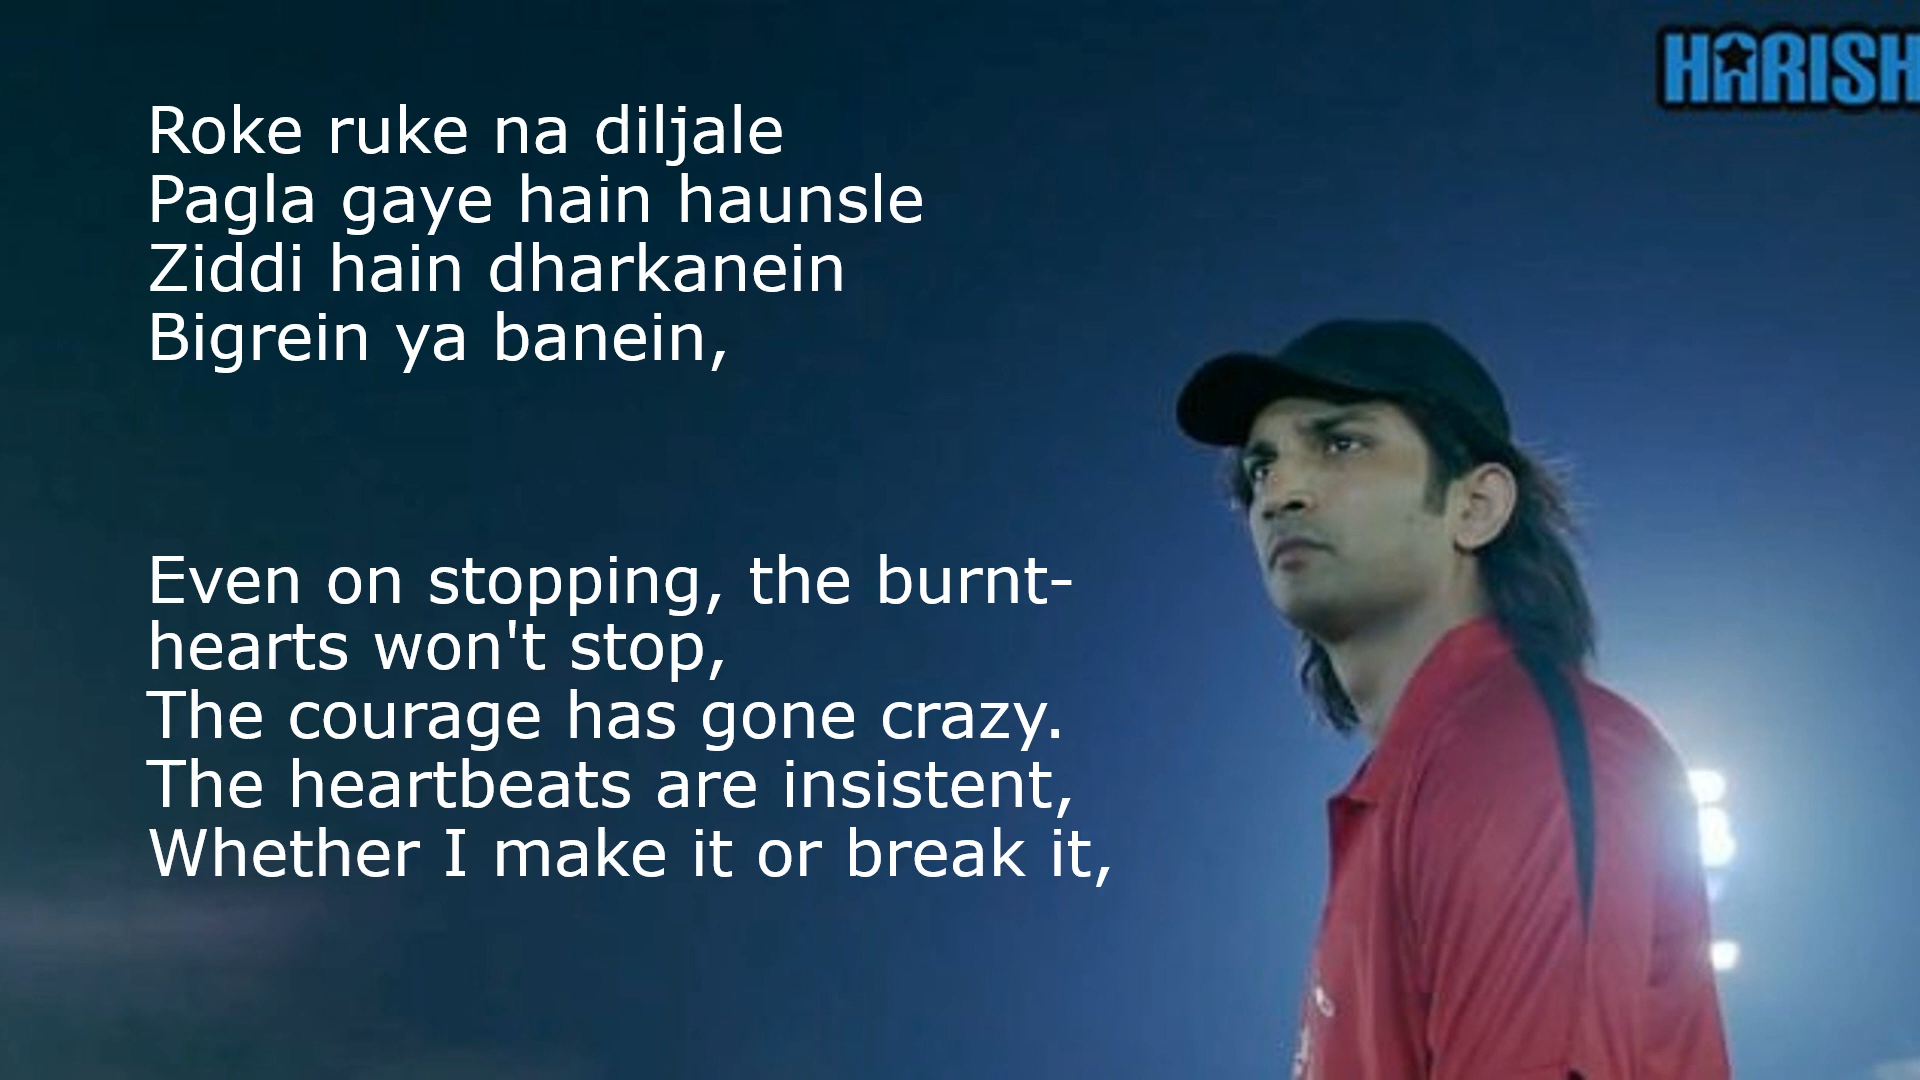 HARISH
Roke ruke na diljale
Pagla gaye hain haunsle
Ziddi hain dharkanein
Bigrein ya banein,
Even on stopping, the burnt-
hearts won't stop,
The courage has gone crazy.
The heartbeats are insistent,
Whether I make it or break it,